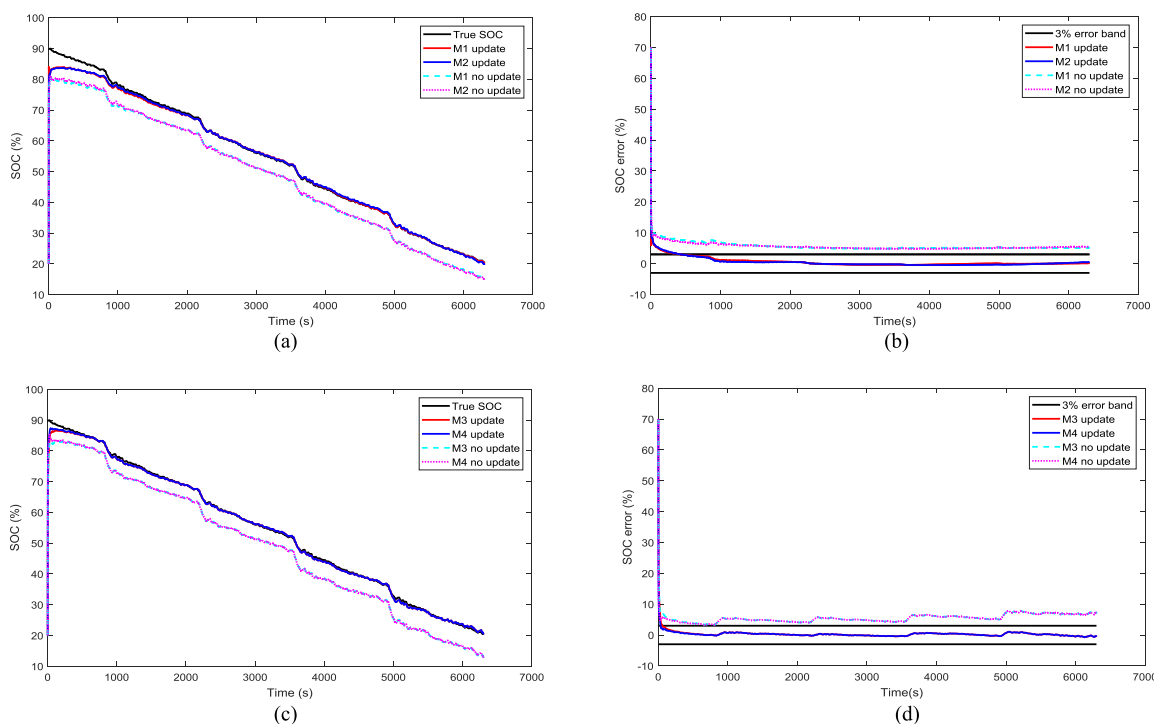 100
90
80
70
60
50
40
30
20
10
0
1000
2000
3000
4000
5000
6000
7000
SOC (%)
Time (s)
True SOC
M1 update
M2 update
M1 no update
M2 no update
(a)
80
70
60
50
40
30
20
10
0
-10
0
1000
2000
3000
4000
5000
6000
7000
SOC error (%)
Time(s)
3% error band
M1 update
M2 update
M1 no update
M2 no update
(b)
100
90
80
70
60
50
40
30
20
10
0
1000
2000
3000
4000
5000
6000
7000
SOC (%)
Time (s)
True SOC
M3 update
M4 update
M3 no update
M4 no update
(c)
80
70
60
50
40
30
20
10
0
-10
0
1000
2000
3000
4000
5000
6000
7000
SOC error (%)
Time(s)
3% error band
M3 update
M4 update
M3 no update
M4 no update
(d)